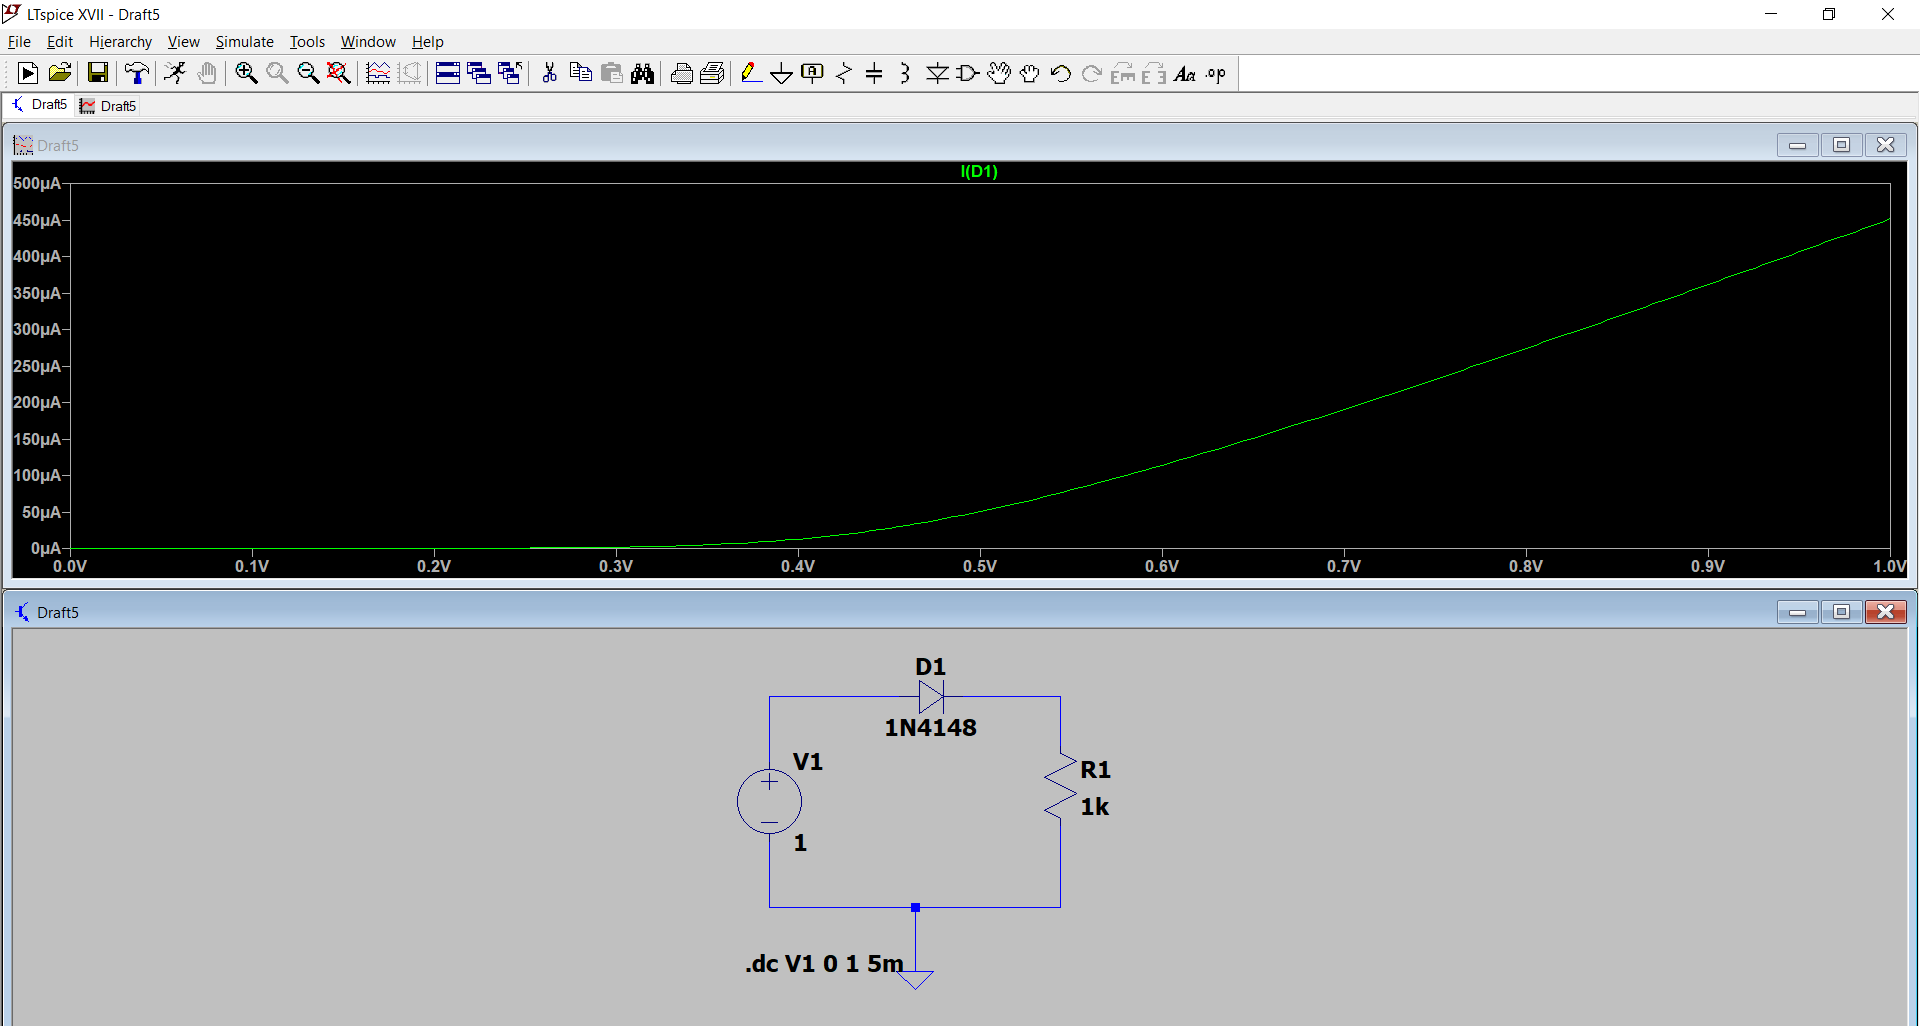 LTspice XVII - Draft5
File Edit Hierarchy View Simulate Tools Window Help
A Aa .op
Draft5 Draft5
Draft5
I(D1)
500µA
450µA
400µA
350µA
300µA
250µA
200µA
150µA
100µA
50µA
0µA
0.0V 0.1V 0.2V 0.3V 0.4V 0.5V 0.6V 0.7V 0.8V 0.9V 1.0V
Draft5
D1
1N4148
V1
R1
1k
1
.dc V1 0 1 5m